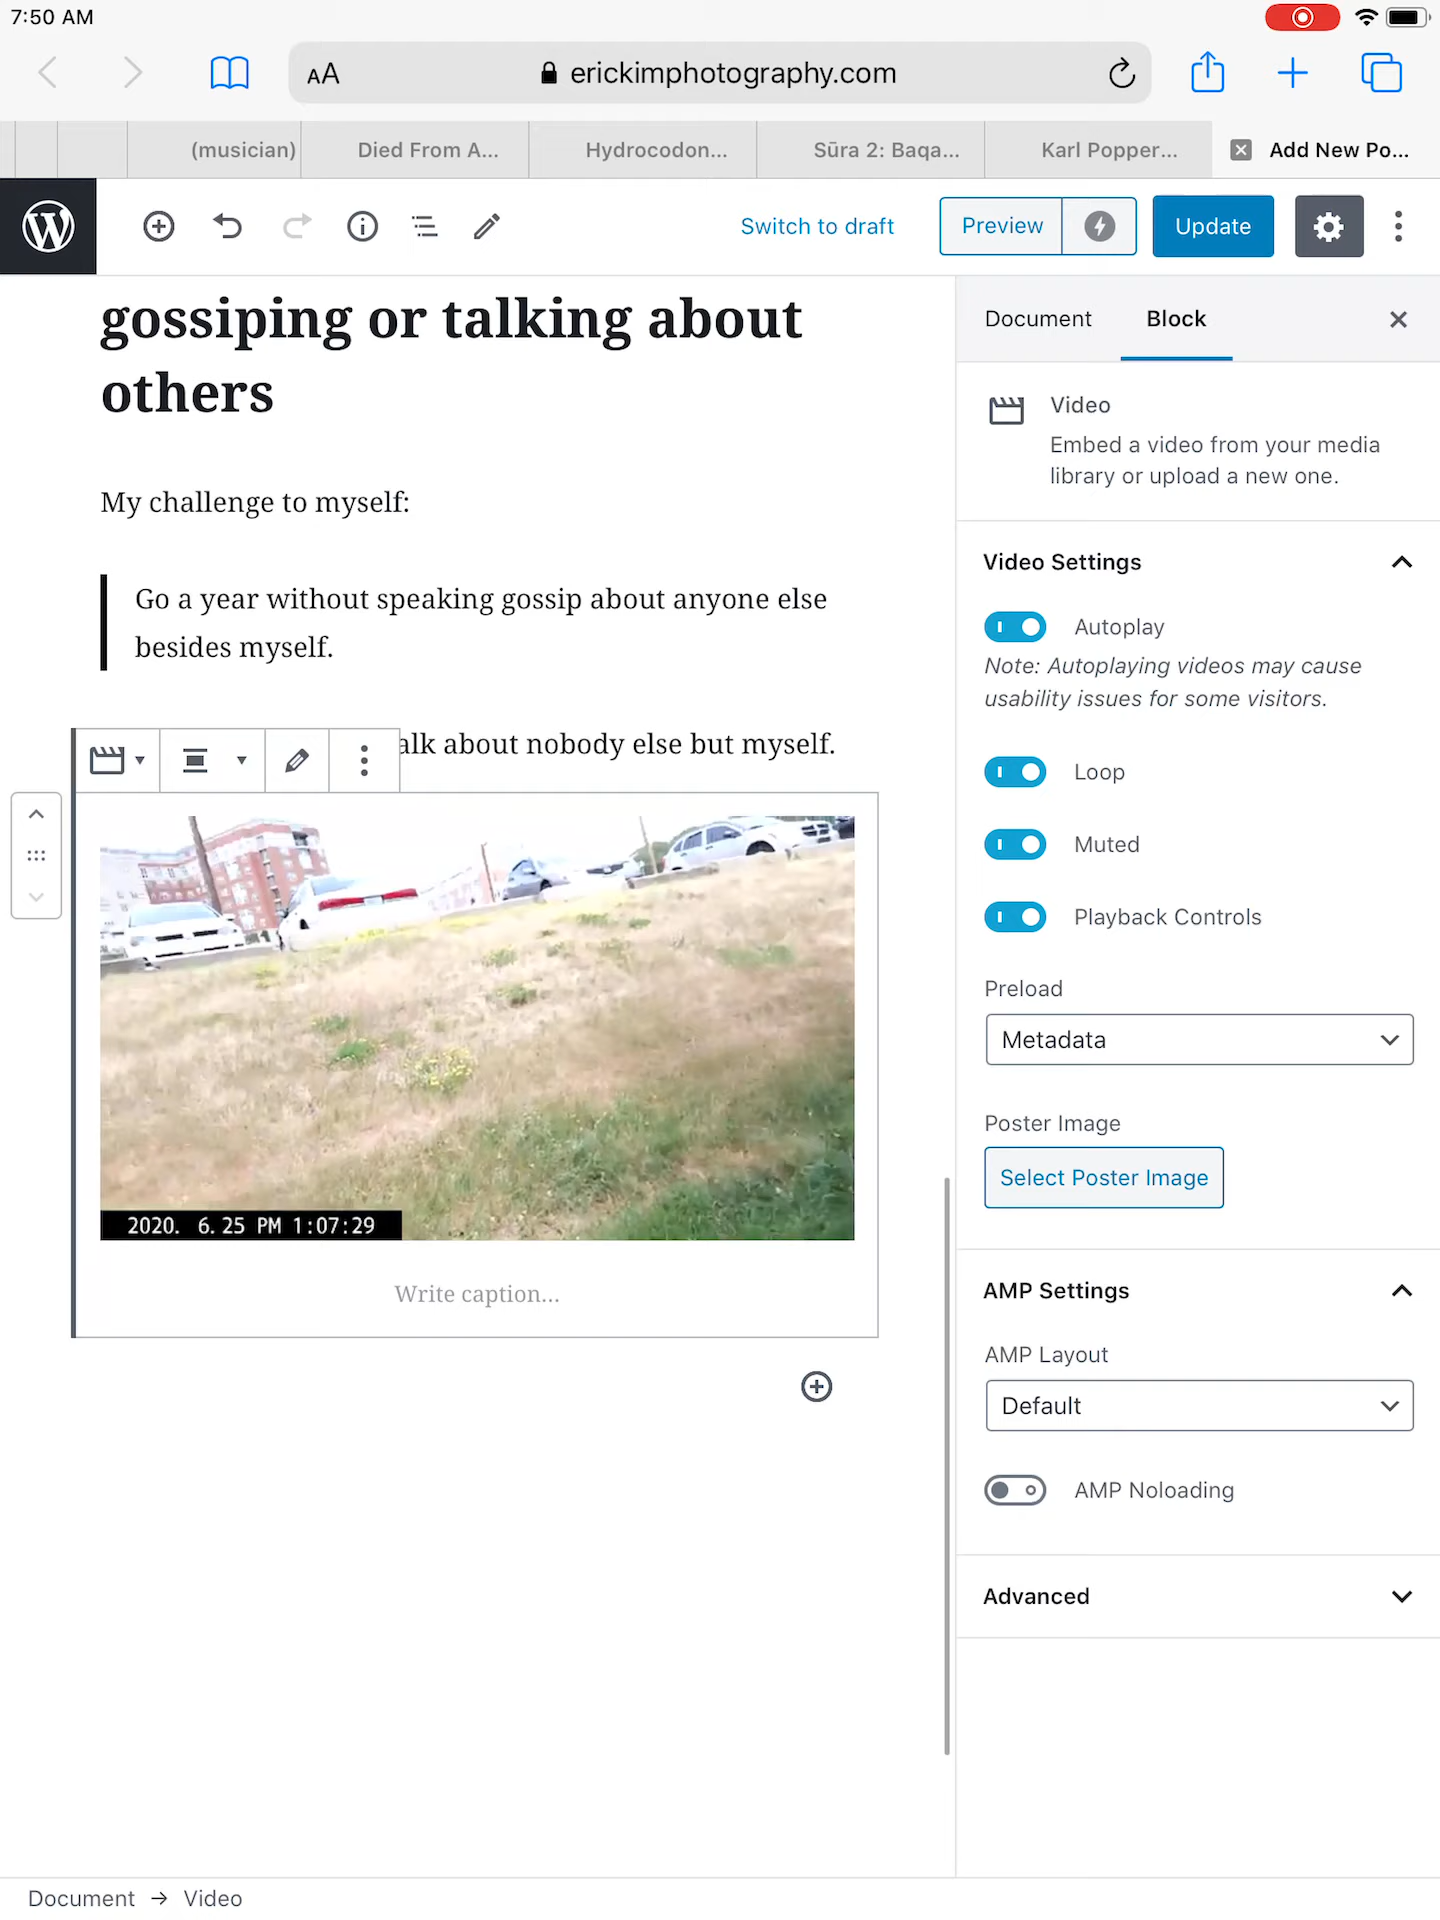 7:50 AM
AA
erickimphotography.com
(musician)
Died From A...
Hydrocodon...
Sūra 2: Baqa...
Karl Popper...
Add New Po...
Switch to draft
Preview
Update
gossiping or talking about
others
My challenge to myself:
Go a year without speaking gossip about anyone else
besides myself.
alk about nobody else but myself.
2020. 6. 25 PM 1:07:29
Write caption...
Document
Block
Video
Embed a video from your media
library or upload a new one.
Video Settings
Autoplay
Note: Autoplaying videos may cause
usability issues for some visitors.
Loop
Muted
Playback Controls
Preload
Metadata
Poster Image
Select Poster Image
AMP Settings
AMP Layout
Default
AMP Noloading
Advanced
Document → Video